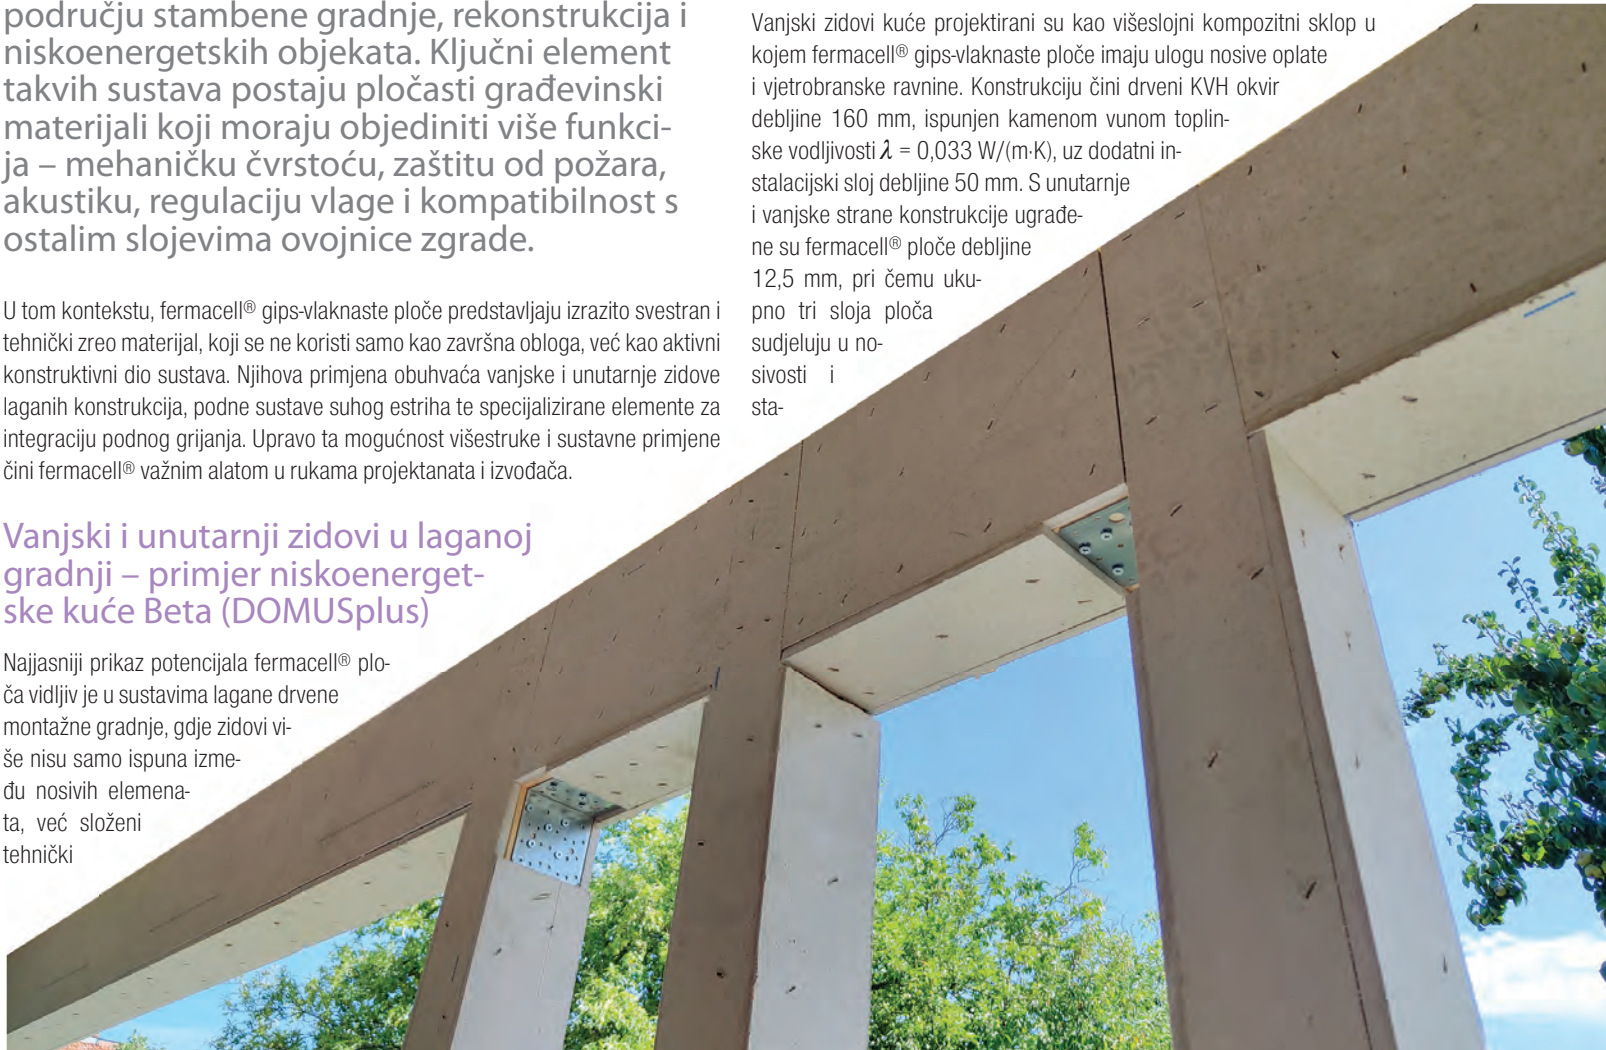 području stambene gradnje, rekonstrukcija i
niskoenergetskih objekata. Ključni element
takvih sustava postaju pločasti građevinski
materijali koji moraju objediniti više funkci-
ja – mehaničku čvrstoću, zaštitu od požara,
akustiku, regulaciju vlage i kompatibilnost s
ostalim slojevima ovojnice zgrade.
U tom kontekstu, fermacell® gips-vlaknaste ploče predstavljaju izrazito svestran i
tehnički zreo materijal, koji se ne koristi samo kao završna obloga, već kao aktivni
konstruktivni dio sustava. Njihova primjena obuhvaća vanjske i unutarnje zidove
laganih konstrukcija, podne sustave suhog estriha te specijalizirane elemente za
integraciju podnog grijanja. Upravo ta mogućnost višestruke i sustavne primjene
čini fermacell® važnim alatom u rukama projektanata i izvođača.
Vanjski i unutarnji zidovi u laganoj
gradnji – primjer niskoenerget-
ske kuće Beta (DOMUSplus)
Najjasniji prikaz potencijala fermacell® plo-
ča vidljiv je u sustavima lagane drvene
montažne gradnje, gdje zidovi vi-
še nisu samo ispuna izme-
đu nosivih elemena-
ta, već složeni
tehnički
Vanjski zidovi kuće projektirani su kao višeslojni kompozitni sklop u
kojem fermacell® gips-vlaknaste ploče imaju ulogu nosive oplate
i vjetrobranske ravnine. Konstrukciju čini drveni KVH okvir
debljine 160 mm, ispunjen kamenom vunom toplin-
ske vodljivosti λ = 0,033 W/(m·K), uz dodatni in-
stalacijski sloj debljine 50 mm. S unutarnje
i vanjske strane konstrukcije ugrađe-
ne su fermacell® ploče debljine
12,5 mm, pri čemu uku-
pno tri sloja ploča
sudjeluju u no-
sivosti i
sta-